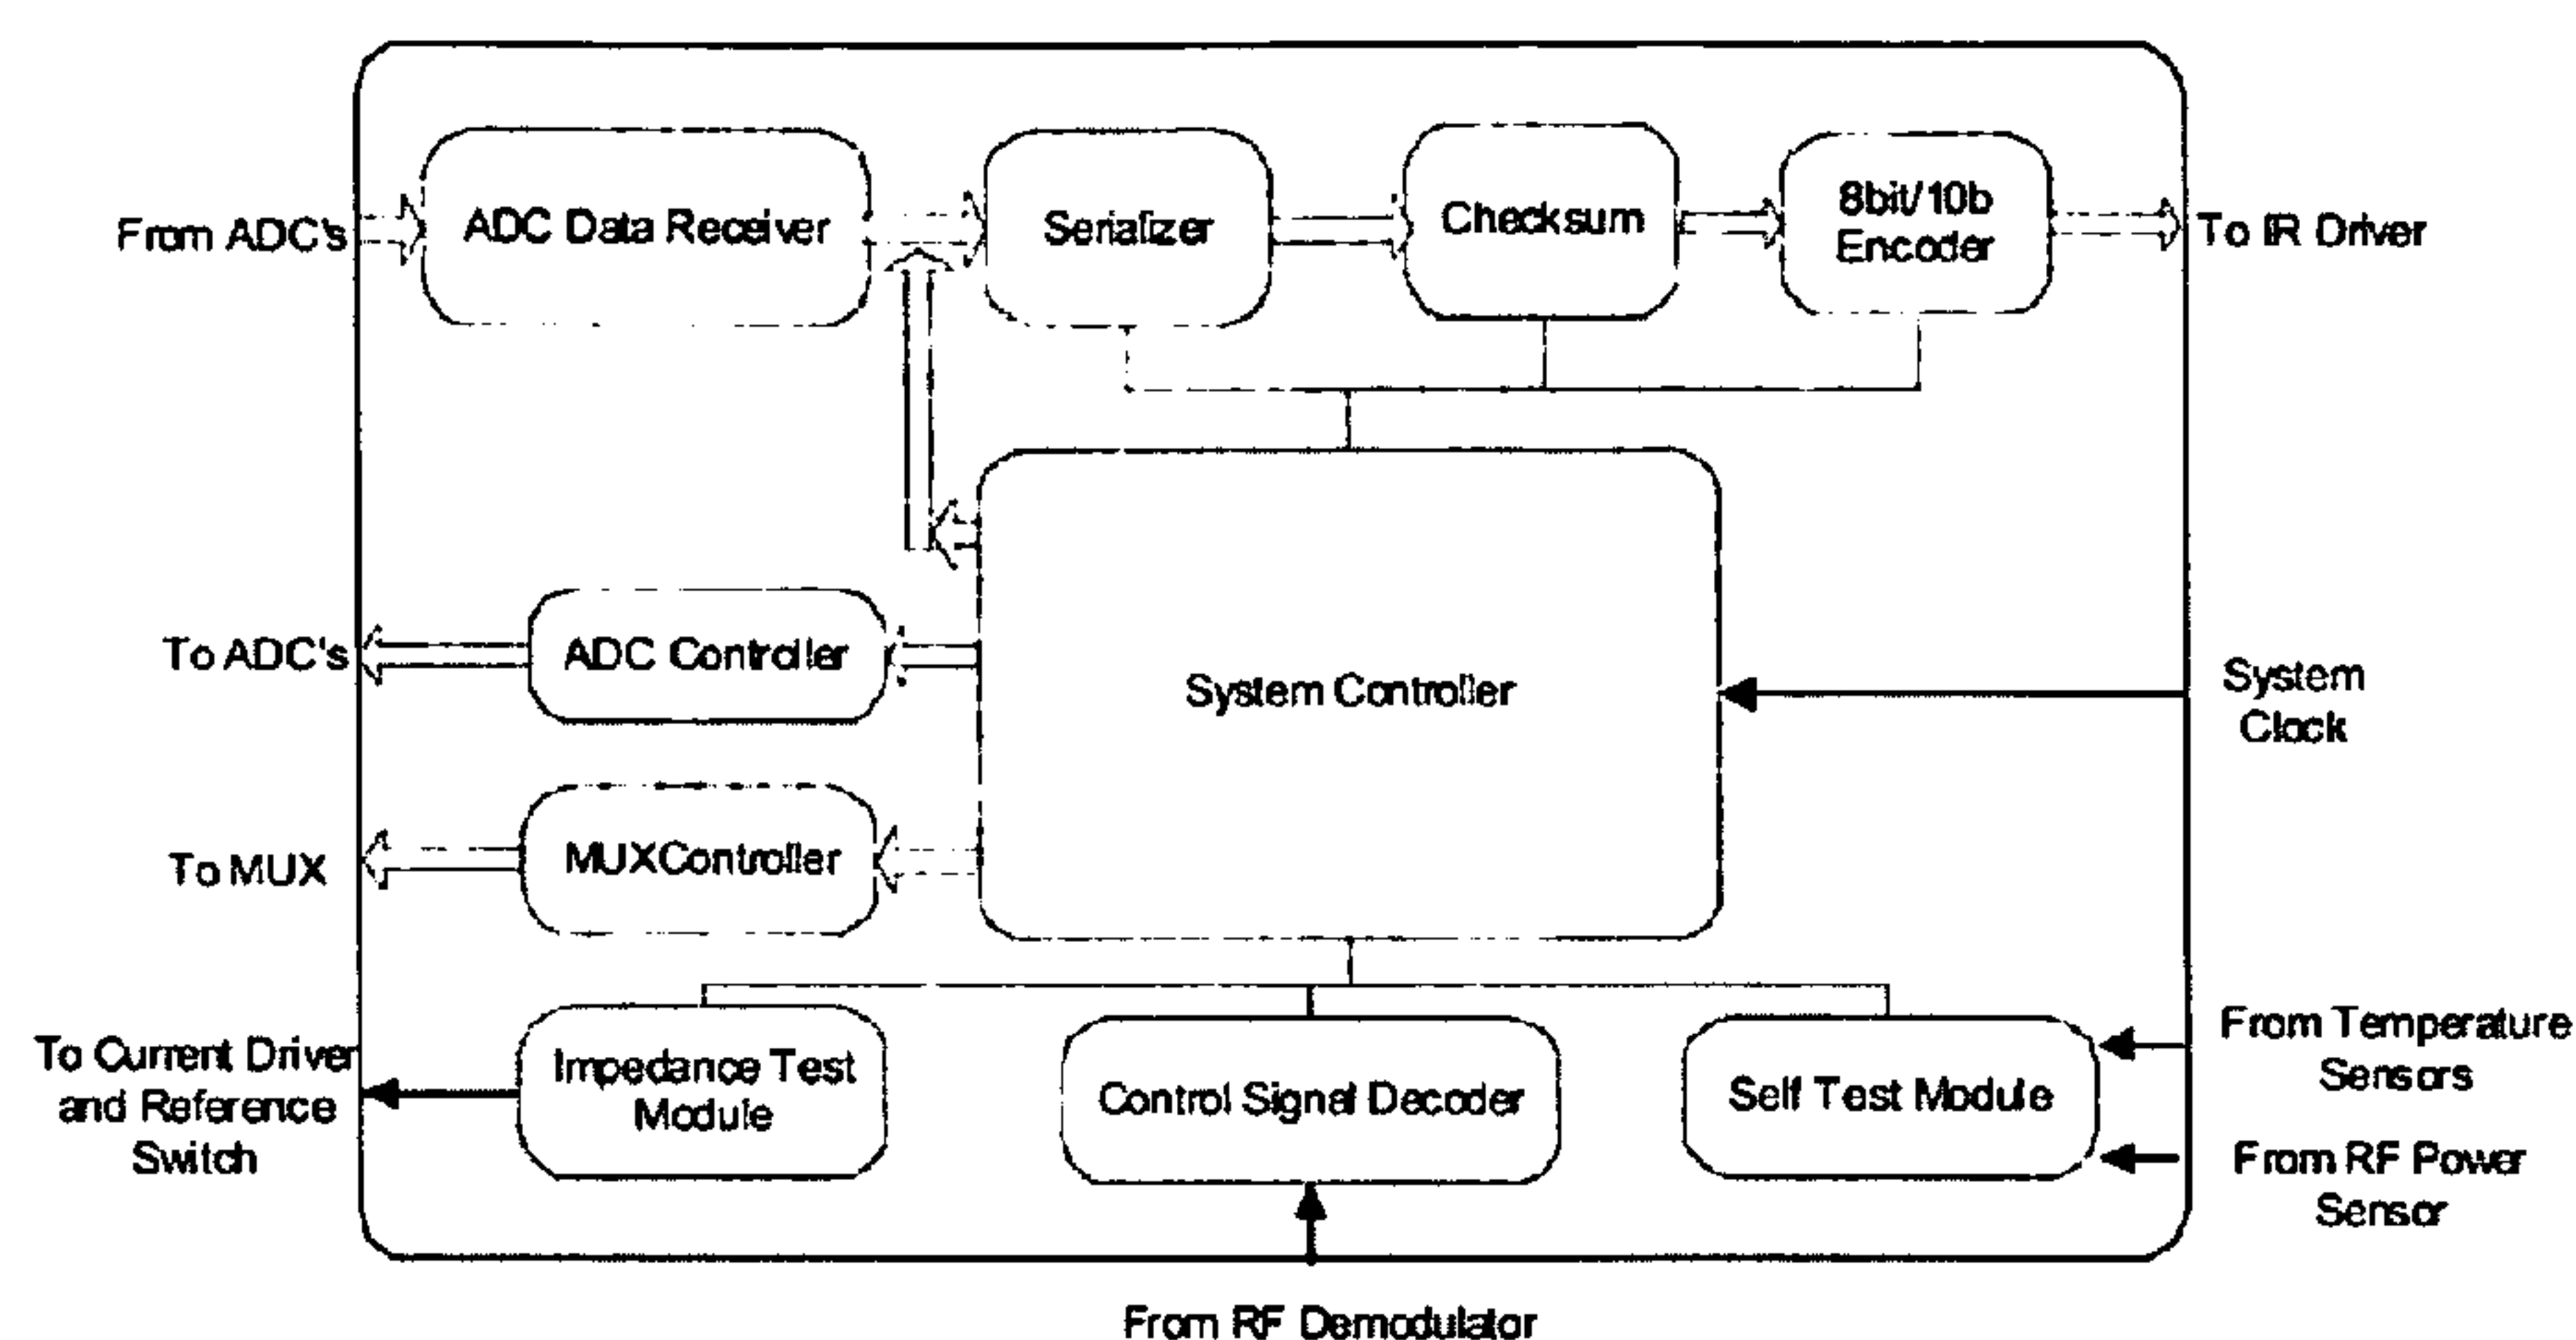 From ADC's
ADC Data Receiver
Serializer
Checksum
8bit/10b
Encoder
To IR Driver
To ADC's
ADC Controller
System Controller
System
Clock
To MUX
MUXController
To Current Driver
and Reference
Switch
Impedance Test
Module
Control Signal Decoder
Self Test Module
From Temperature
Sensors
From RF Power
Sensor
From RF Demodulator